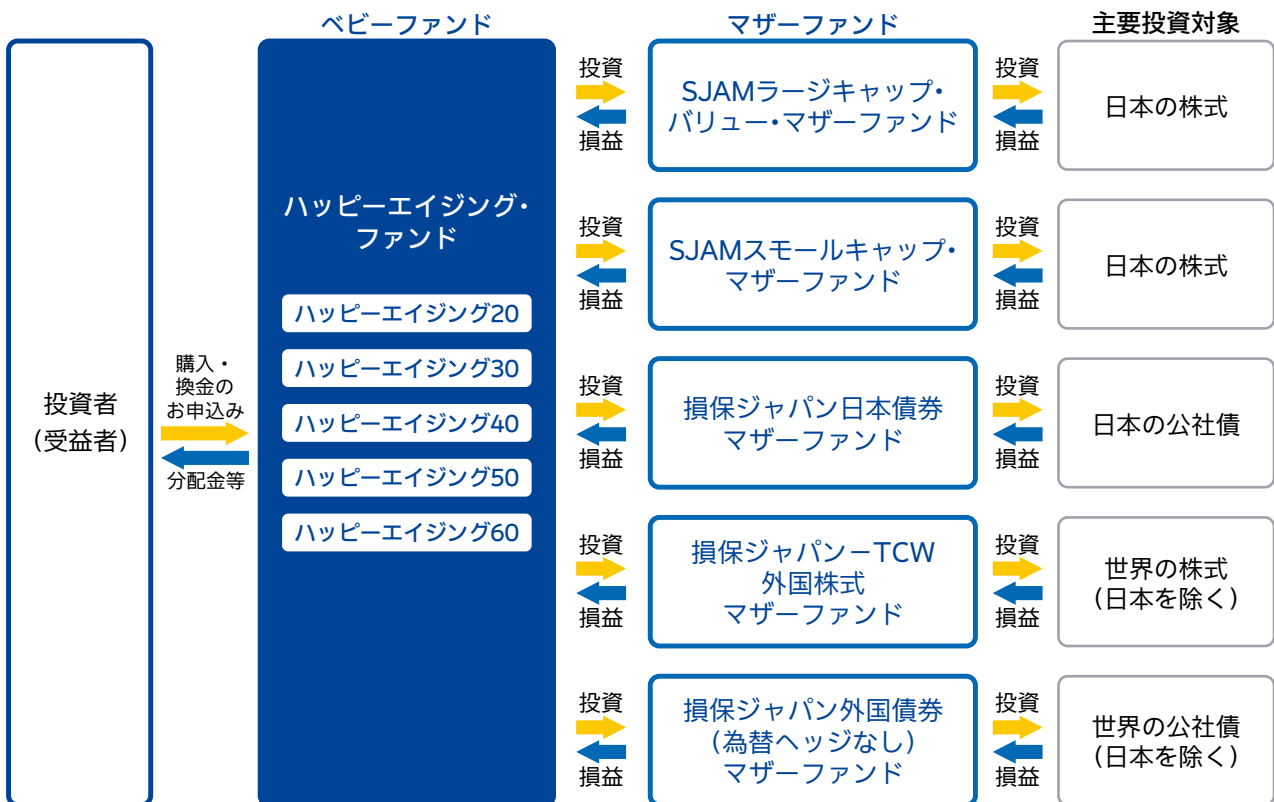 ベビーファンド
マザーファンド
主要投資対象
投資者
(受益者)
購入・
換金の
お申込み
分配金等
ハッピーエイジング・
ファンド
ハッピーエイジング20
ハッピーエイジング30
ハッピーエイジング40
ハッピーエイジング50
ハッピーエイジング60
投資
損益
SJAMラージキャップ・
バリュー・マザーファンド
投資
損益
日本の株式
投資
損益
SJAMスモールキャップ・
マザーファンド
投資
損益
日本の株式
投資
損益
損保ジャパン日本債券
マザーファンド
投資
損益
日本の公社債
投資
損益
損保ジャパン－TCW
外国株式
マザーファンド
投資
損益
世界の株式
(日本を除く)
投資
損益
損保ジャパン外国債券
(為替ヘッジなし)
マザーファンド
投資
損益
世界の公社債
(日本を除く)